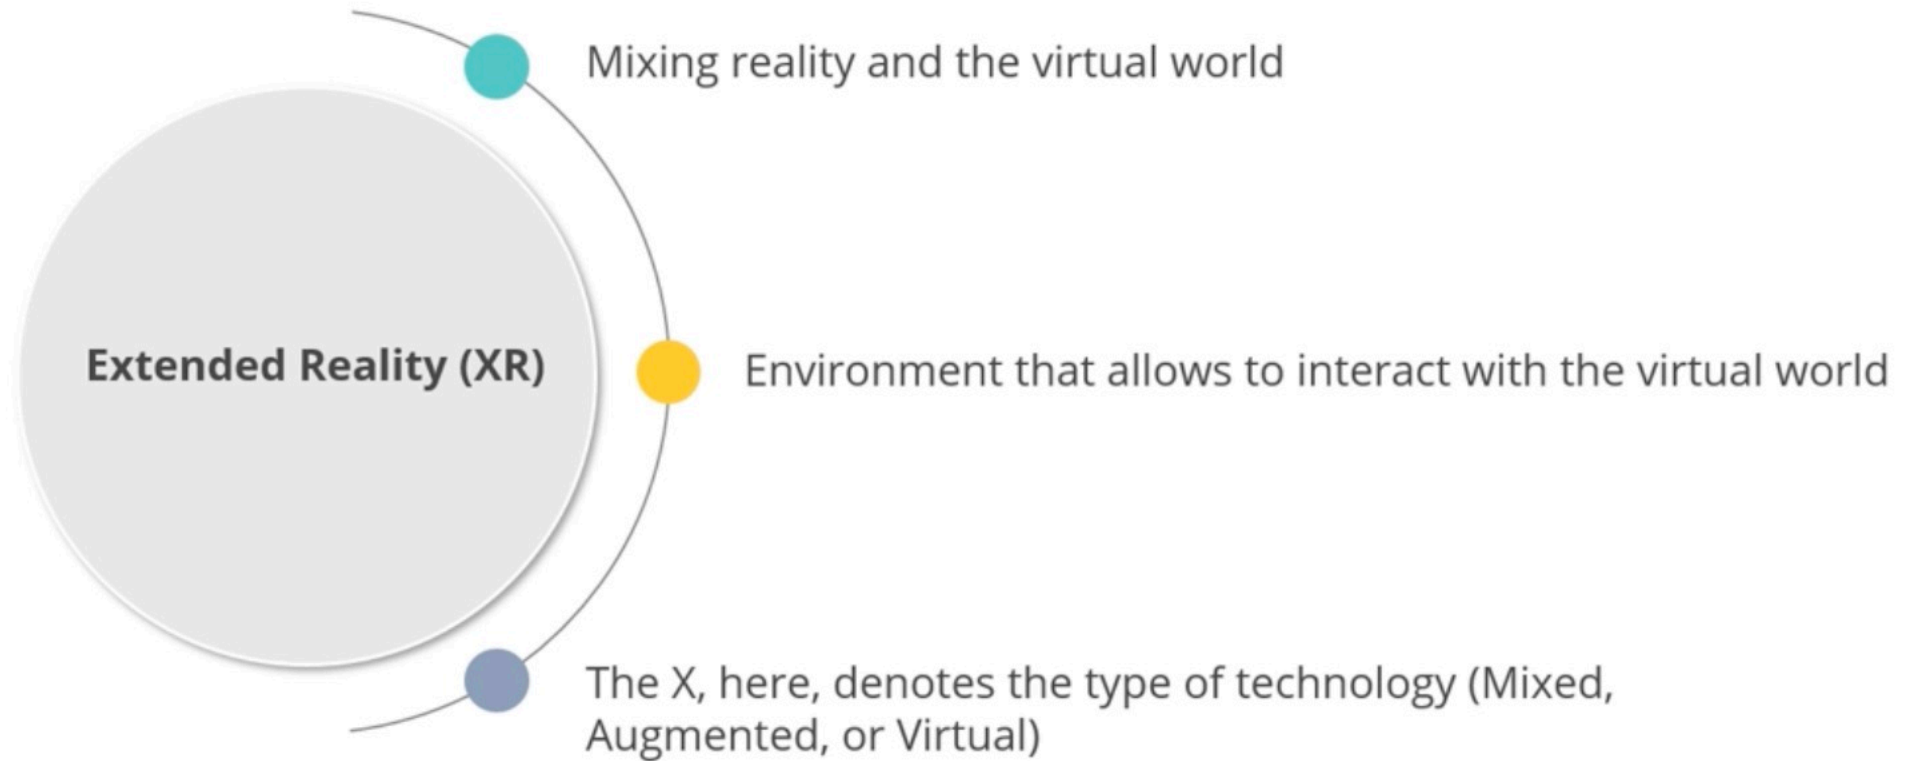 Mixing reality and the virtual world
Extended Reality (XR)
Environment that allows to interact with the virtual world
The X, here, denotes the type of technology (Mixed,
Augmented, or Virtual)